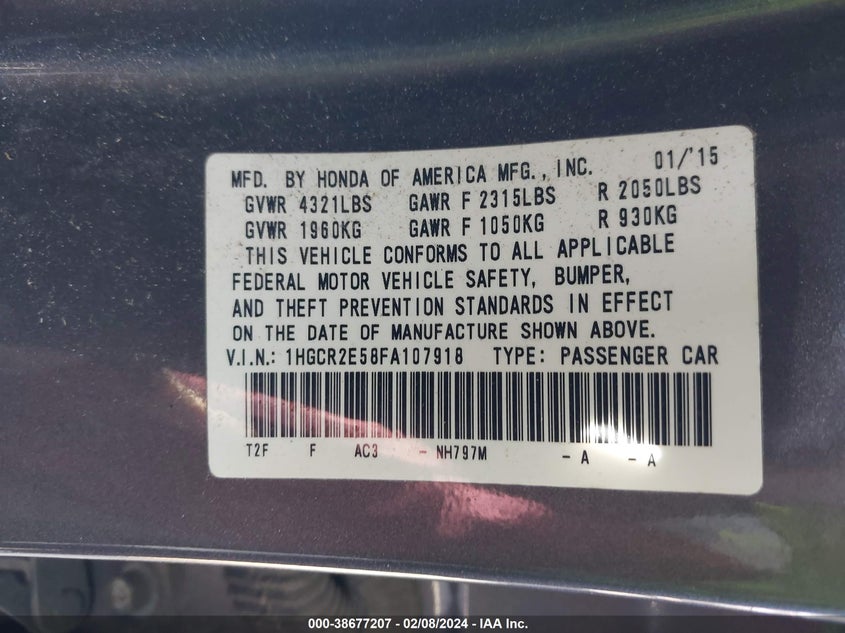 MFD. BY HONDA OF AMERICA MFG., INC. 01/'15
GVWR 4321LBS GAWR F 2315LBS R 2050LBS
GVWR 1960KG GAWR F 1050KG R 930KG
THIS VEHICLE CONFORMS TO ALL APPLICABLE
FEDERAL MOTOR VEHICLE SAFETY, BUMPER,
AND THEFT PREVENTION STANDARDS IN EFFECT
ON THE DATE OF MANUFACTURE SHOWN ABOVE.
V.I.N.: 1HGCR2E58FA107918 TYPE: PASSENGER CAR
T2F F AC3 - NH797M - A - A
000-38677207 - 02/08/2024 - IAA Inc.